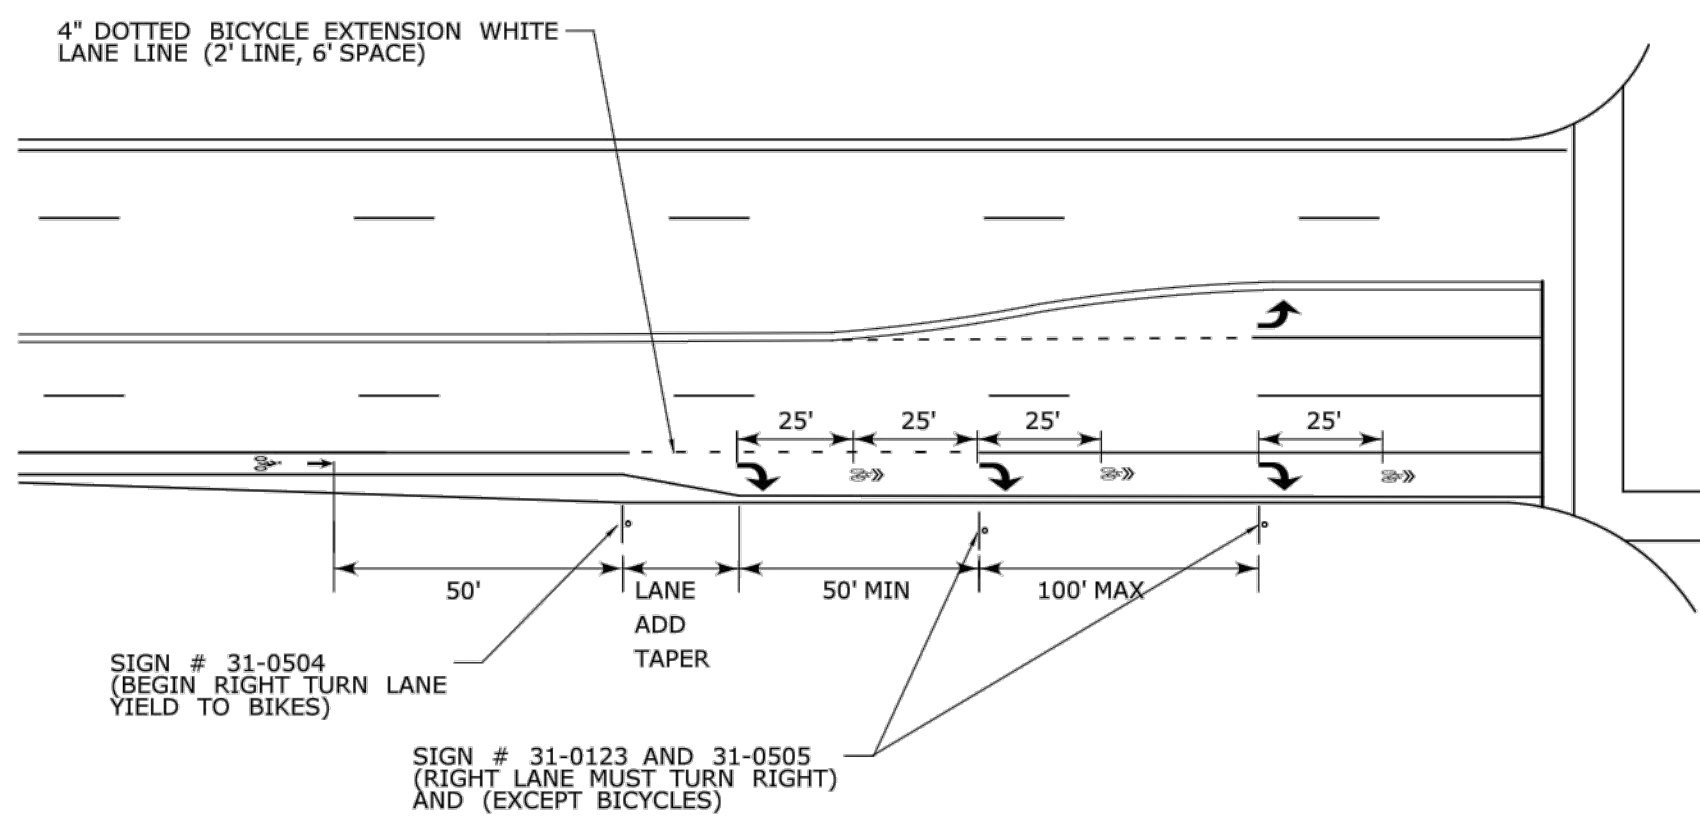 4" DOTTED BICYCLE EXTENSION WHITE
LANE LINE (2' LINE, 6' SPACE)
25'
25'
25'
25'
50'
LANE
ADD
TAPER
50' MIN
100' MAX
SIGN # 31-0504
(BEGIN RIGHT TURN LANE
YIELD TO BIKES)
SIGN # 31-0123 AND 31-0505
(RIGHT LANE MUST TURN RIGHT)
AND (EXCEPT BICYCLES)